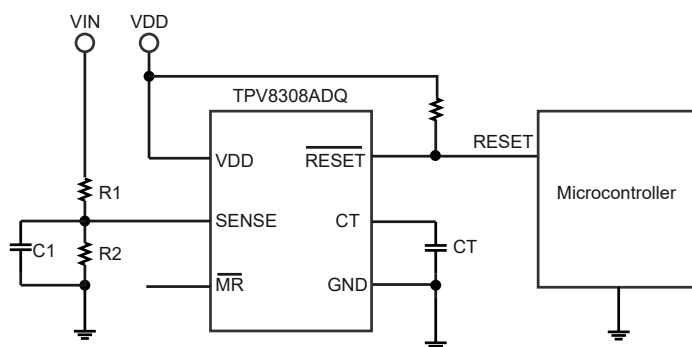 VIN VDD
TPV8308ADQ
VDD
RESET
RESET
Microcontroller
R1
SENSE
CT
C1
R2
CT
MR
GND